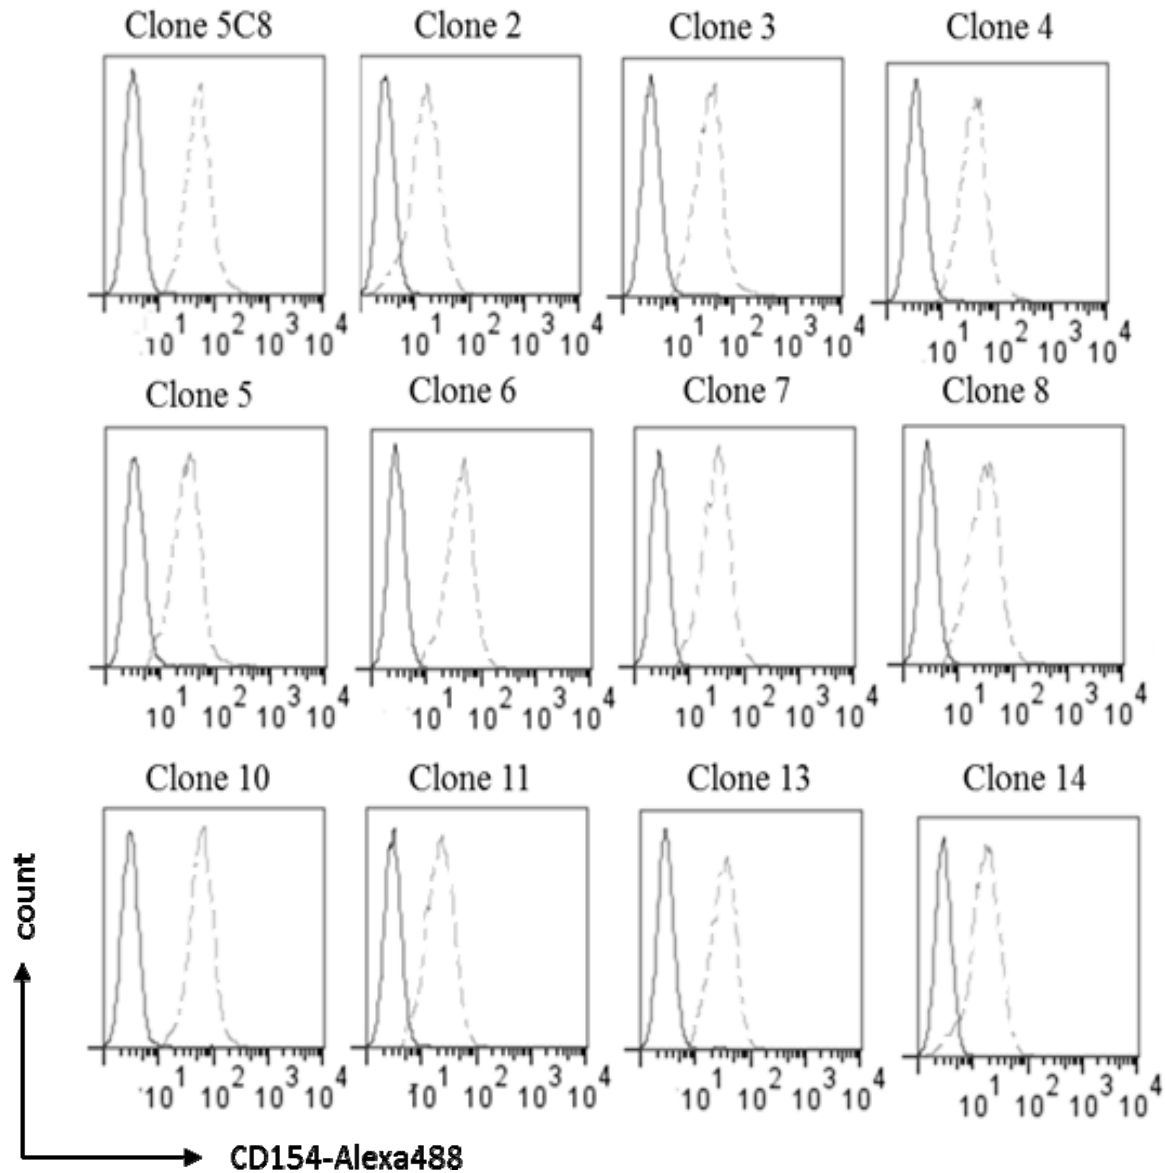 Clone 5C8 Clone 2 Clone 3 Clone 4
10 1 10 2 10 3 10 4 10 1 10 2 10 3 10 4 10 1 10 2 10 3 10 4 10 1 10 2 10 3 10 4
Clone 5 Clone 6 Clone 7 Clone 8
10 1 10 2 10 3 10 4 10 1 10 2 10 3 10 4 10 1 10 2 10 3 10 4 10 1 10 2 10 3 10 4
Clone 10 Clone 11 Clone 13 Clone 14
10 1 10 2 10 3 10 4 10 1 10 2 10 3 10 4 10 1 10 2 10 3 10 4 10 1 10 2 10 3 10 4
count
CD154-Alexa488